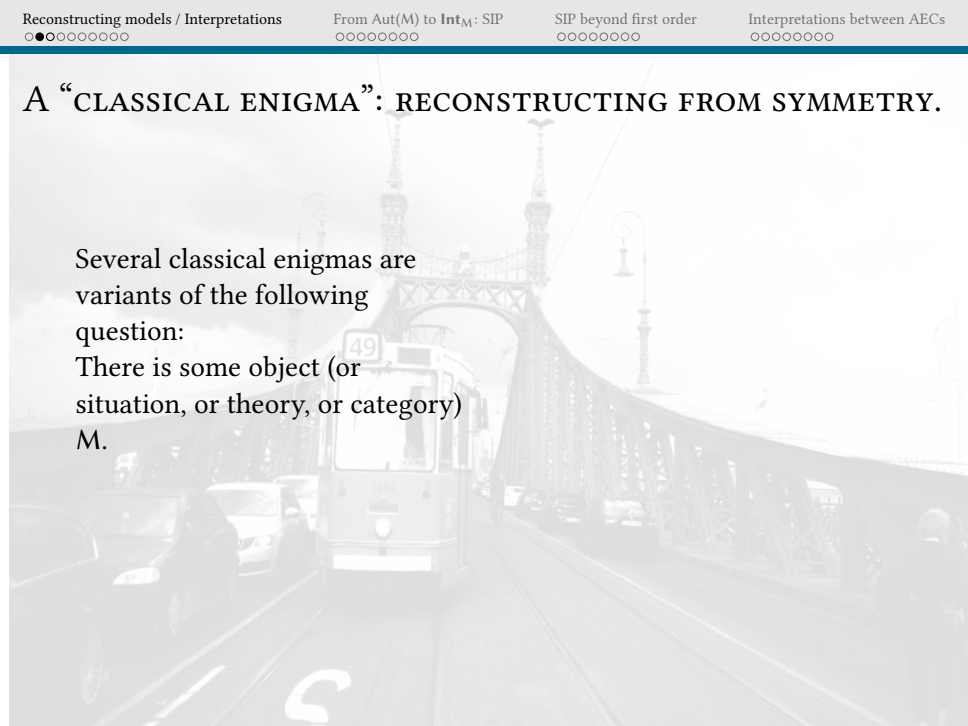 Reconstructing models / Interpretations
From Aut(M) to Int_M: SIP
SIP beyond first order
Interpretations between AECs
A “classical enigma”: reconstructing from symmetry.
Several classical enigmas are
variants of the following
question:
There is some object (or
situation, or theory, or category)
M.
49
1484